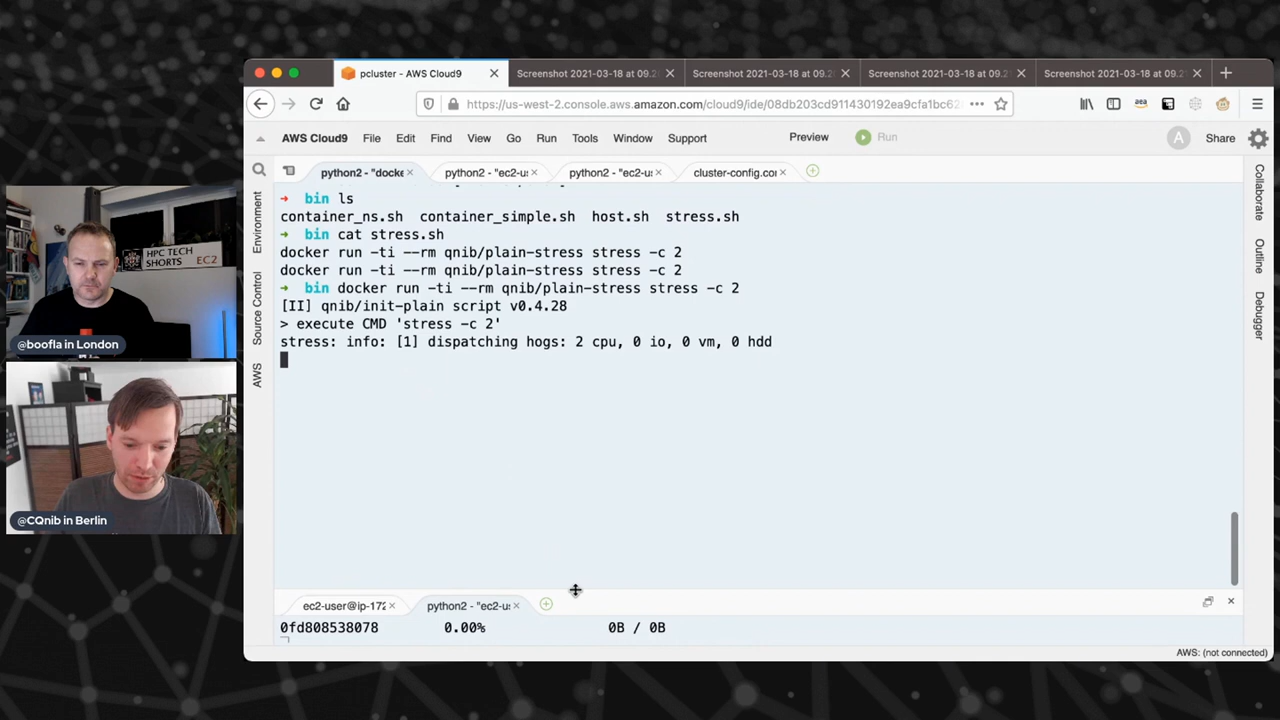 HPC TECH
SHORTS EC2
@boofla in London
@CQnib in Berlin
pcluster - AWS Cloud9
Screenshot 2021-03-18 at 09.2
Screenshot 2021-03-18 at 09.2
Screenshot 2021-03-18 at 09.2
Screenshot 2021-03-18 at 09.2
https://us-west-2.console.aws.amazon.com/cloud9/ide/08db203cd911430192ea9cfa1bc62
aea
AWS Cloud9 File Edit Find View Go Run Tools Window Support Preview Run A Share
python2 - "docke
python2 - "ec2-u
python2 - "ec2-u
cluster-config.co
Environment
Source Control
AWS
Collaborate
Outline
Debugger
➜ bin ls
container_ns.sh container_simple.sh host.sh stress.sh
➜ bin cat stress.sh
docker run -ti --rm qnib/plain-stress stress -c 2
docker run -ti --rm qnib/plain-stress stress -c 2
➜ bin docker run -ti --rm qnib/plain-stress stress -c 2
[II] qnib/init-plain script v0.4.28
> execute CMD 'stress -c 2'
stress: info: [1] dispatching hogs: 2 cpu, 0 io, 0 vm, 0 hdd
ec2-user@ip-172
python2 - "ec2-u
0fd808538078 0.00% 0B / 0B
AWS: (not connected)